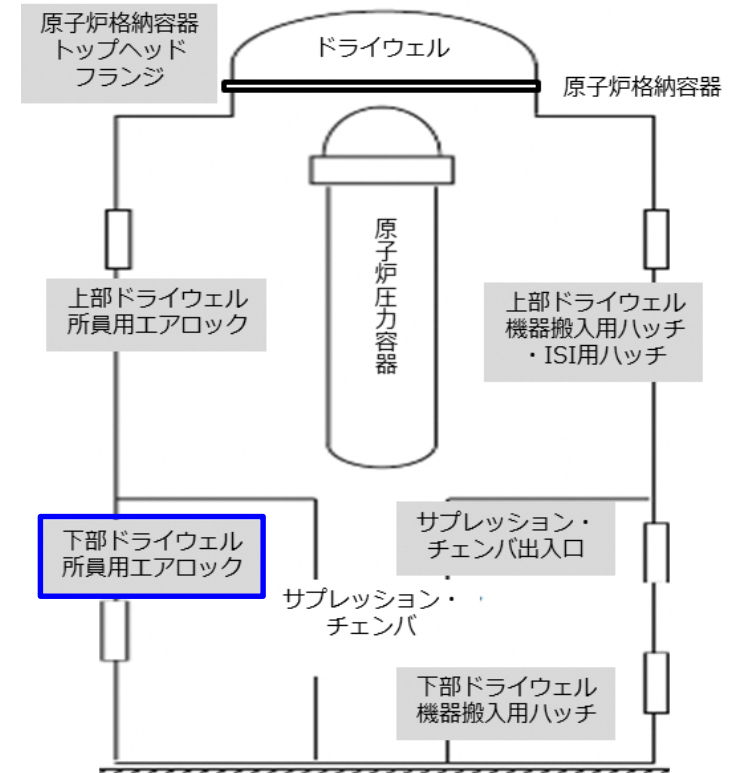 原子炉格納容器
トップヘッド
フランジ
ドライウェル
原子炉格納容器
原子炉圧力容器
上部ドライウェル
所員用エアロック
上部ドライウェル
機器搬入用ハッチ
・ISI用ハッチ
下部ドライウェル
所員用エアロック
サプレッション・
チェンバ出入口
サプレッション・
チェンバ
下部ドライウェル
機器搬入用ハッチ